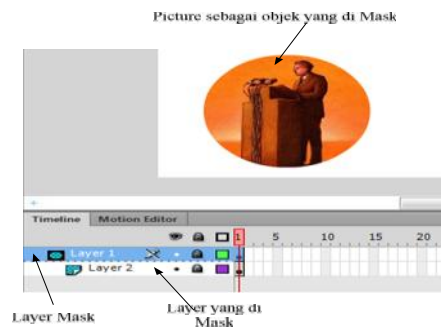 Picture sebagai objek yang di Mask
Timeline Motion Editor
1 5 10 15 20
Layer 1
Layer 2
Layer Mask
Layer yang di
Mask